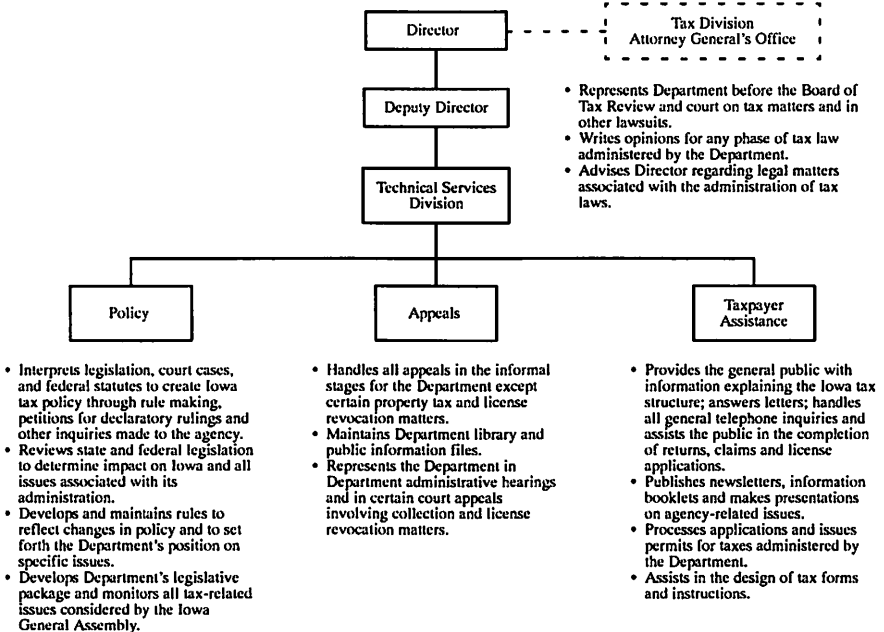 Director
Tax Division
Attorney General's Office
Deputy Director
• Represents Department before the Board of
Tax Review and court on tax matters and in
other lawsuits.
• Writes opinions for any phase of tax law
administered by the Department.
• Advises Director regarding legal matters
associated with the administration of tax
laws.
Technical Services
Division
Policy
• Interprets legislation, court cases,
and federal statutes to create Iowa
tax policy through rule making,
petitions for declaratory rulings and
other inquiries made to the agency.
• Reviews state and federal legislation
to determine impact on Iowa and all
issues associated with its
administration.
• Develops and maintains rules to
reflect changes in policy and to set
forth the Department's position on
specific issues.
• Develops Department's legislative
package and monitors all tax-related
issues considered by the Iowa
General Assembly.
Appeals
• Handles all appeals in the informal
stages for the Department except
certain property tax and license
revocation matters.
• Maintains Department library and
public information files.
• Represents the Department in
Department administrative hearings
and in certain court appeals
involving collection and license
revocation matters.
Taxpayer
Assistance
• Provides the general public with
information explaining the Iowa tax
structure; answers letters; handles
all general telephone inquiries and
assists the public in the completion
of returns, claims and license
applications.
• Publishes newsletters, information
booklets and makes presentations
on agency-related issues.
• Processes applications and issues
permits for taxes administered by
the Department.
• Assists in the design of tax forms
and instructions.